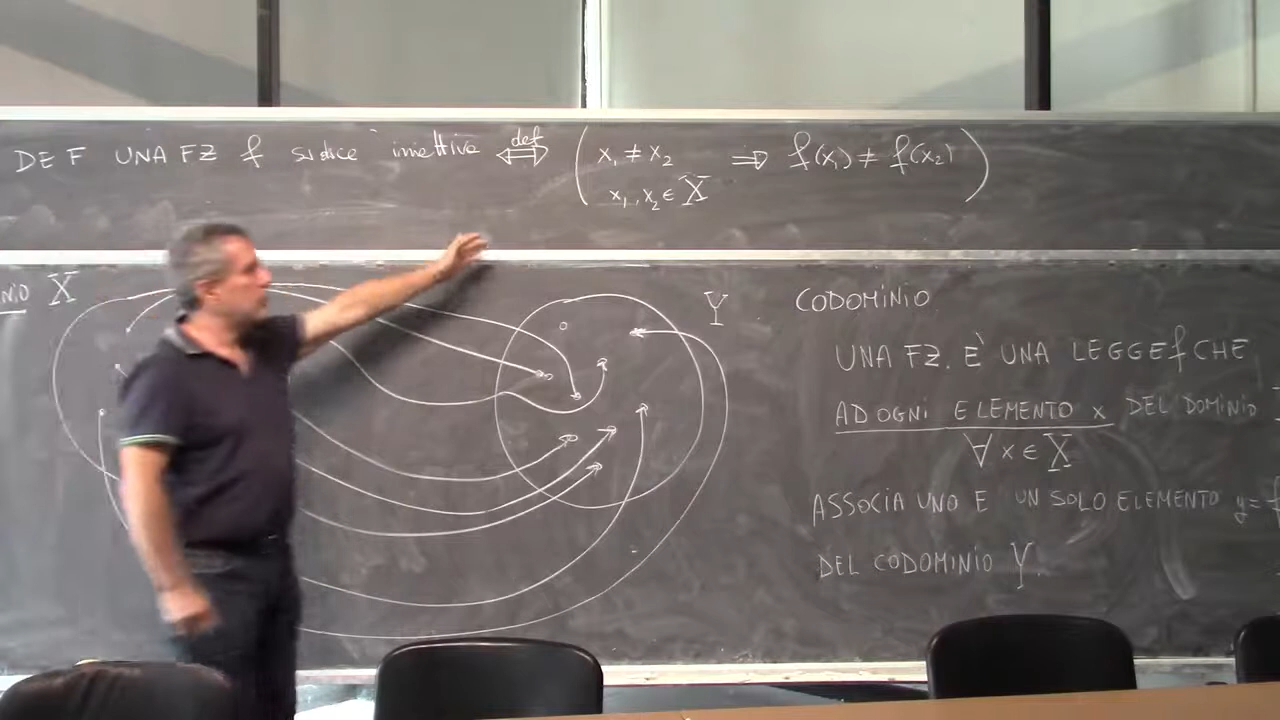 DEF UNA FZ f si dice iniettiva ⟺ def ( x₁ ≠ x₂ ⟹ f(x₁) ≠ f(x₂) )
x₁, x₂ ∈ X
NIO X
Y CODOMINIO
UNA FZ. È UNA LEGGE f CHE
AD OGNI ELEMENTO x DEL DOMINIO
∀ x ∈ X
ASSOCIA UNO E UN SOLO ELEMENTO y =
DEL CODOMINIO Y.